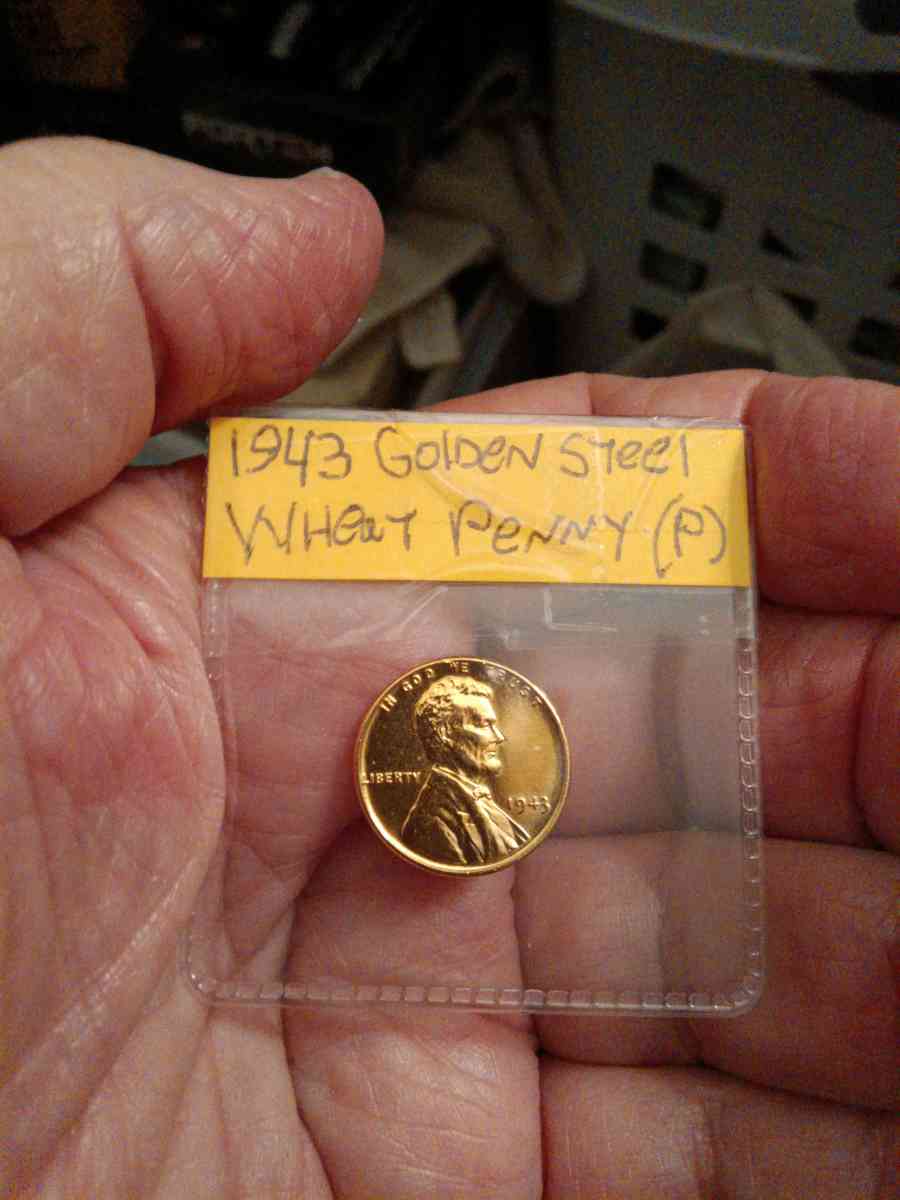 1943 Golden Steel
Wheat Penny (P)
IN GOD WE TRUST
LIBERTY
1943